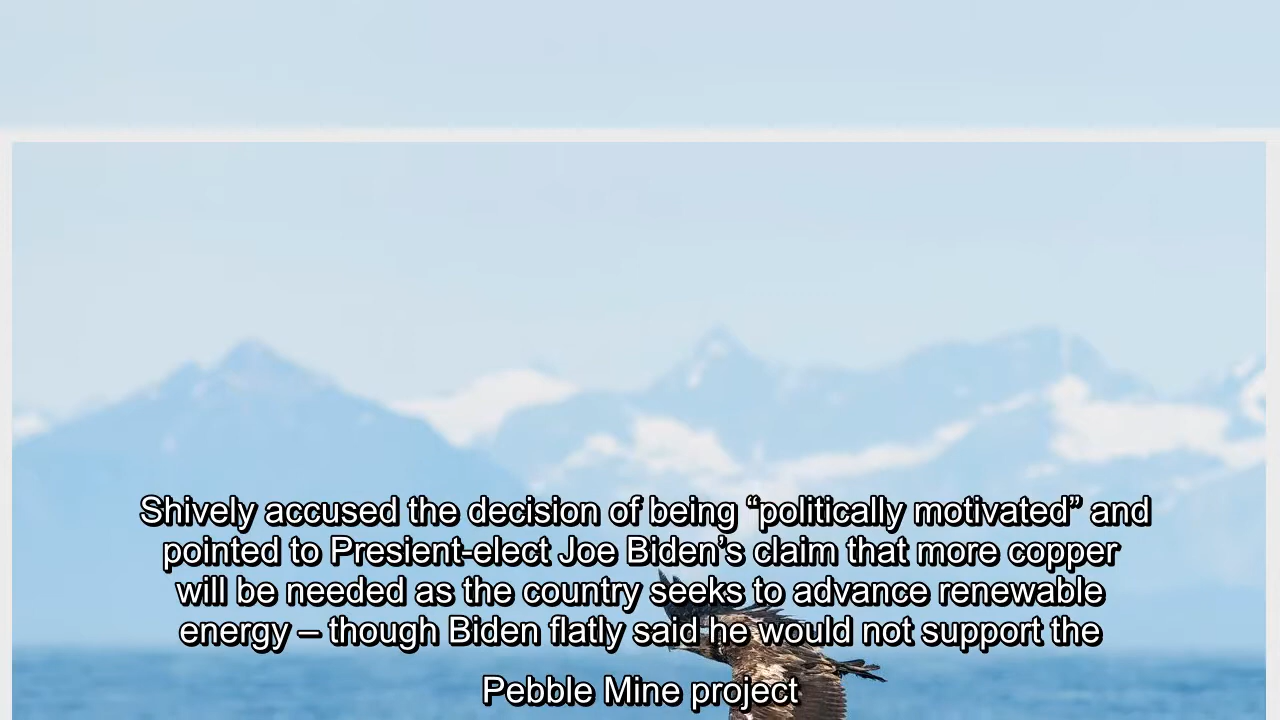 Shively accused the decision of being “politically motivated” and
pointed to Presient-elect Joe Biden’s claim that more copper
will be needed as the country seeks to advance renewable
energy – though Biden flatly said he would not support the
Pebble Mine project